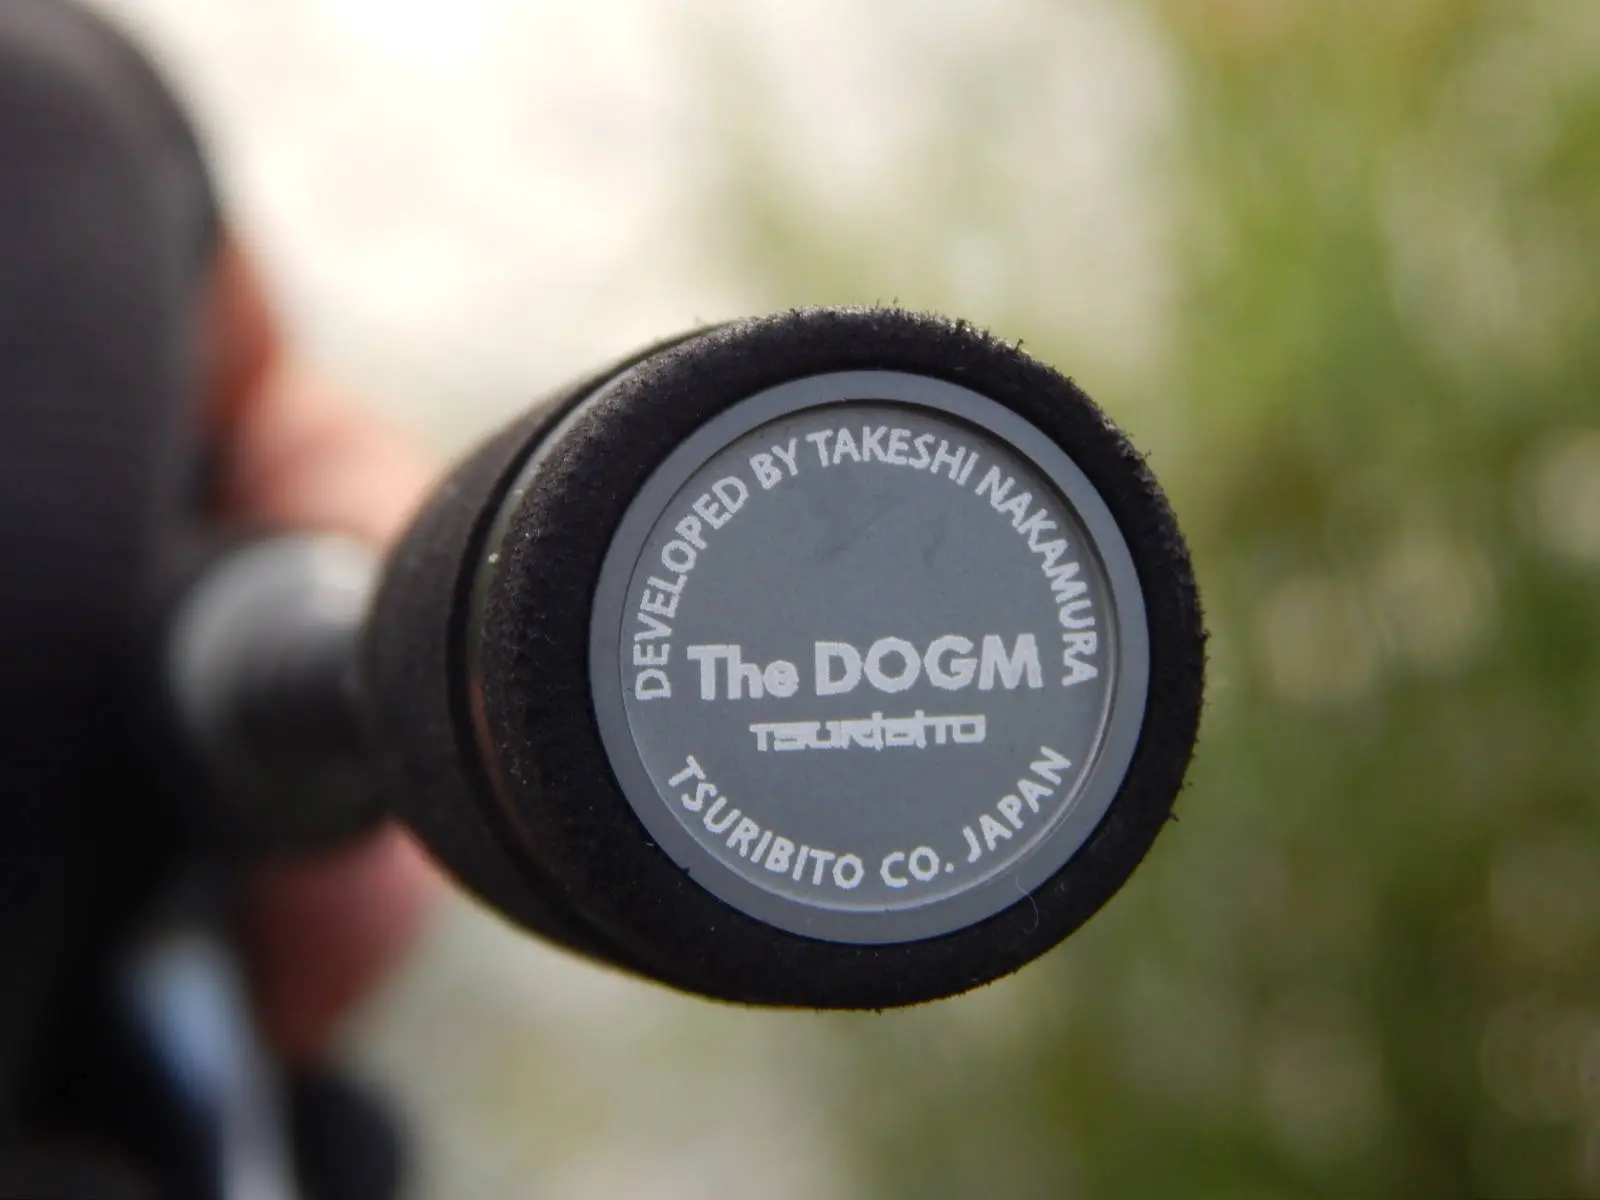 DEVELOPED BY TAKESHI NAKAMURA
The DOGM
TSURIBITO
TSURIBITO CO. JAPAN